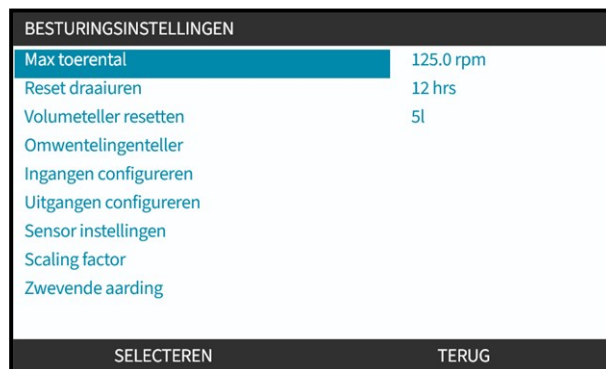 BESTURINGSINSTELLINGEN
Max toerental 125.0 rpm
Reset draaiuren 12 hrs
Volumeteller resetten 5l
Omwentelingenteller
Ingangen configureren
Uitgangen configureren
Sensor instellingen
Scaling factor
Zwevende aarding
SELECTEREN TERUG